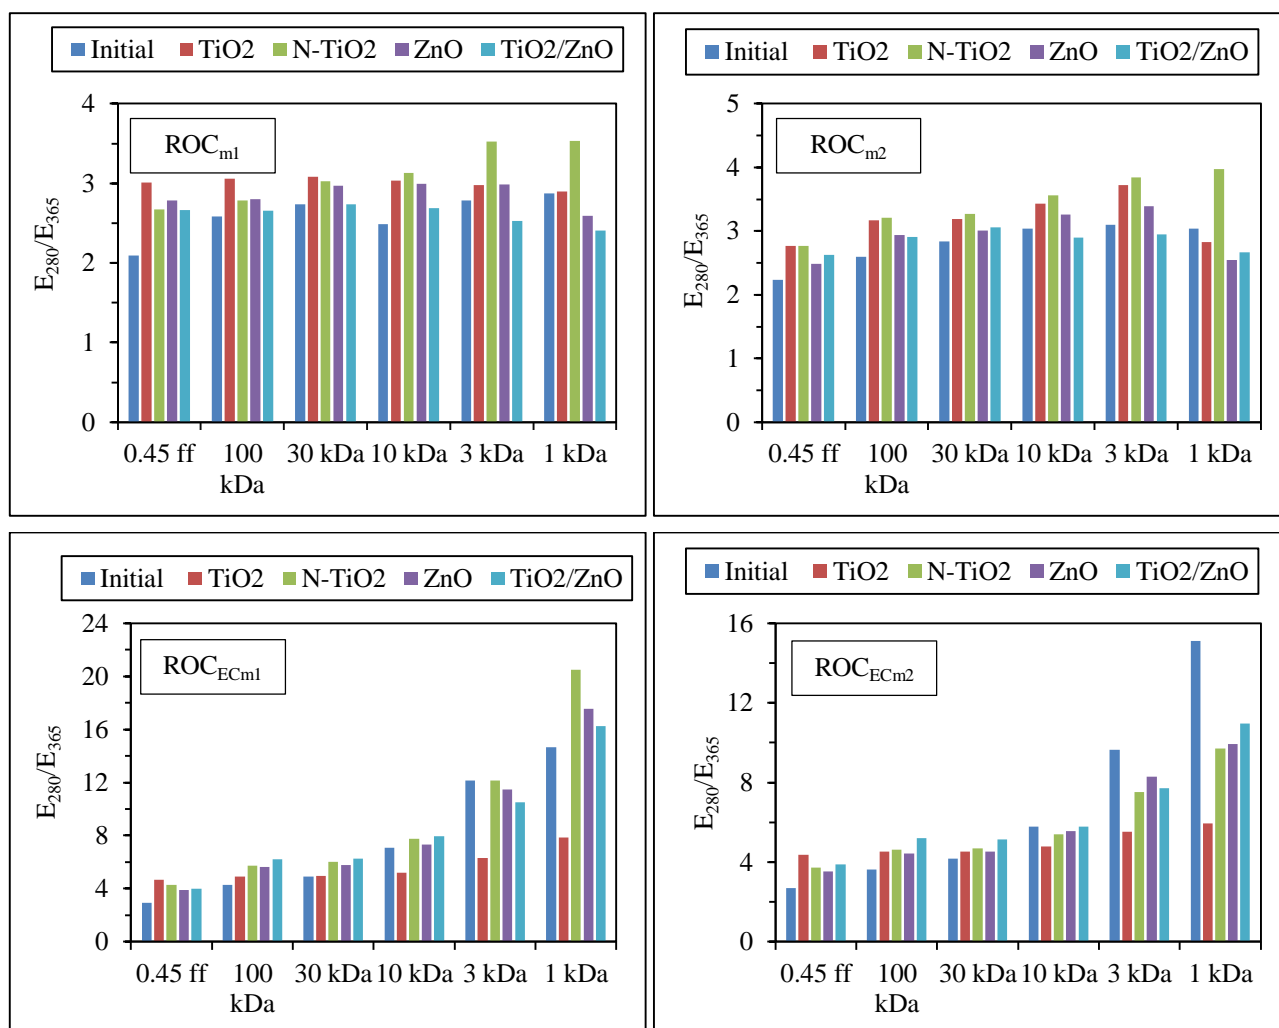 Initial TiO2 N-TiO2 ZnO TiO2/ZnO
ROCm1
E280/E365
4
3
2
1
0
0.45 ff 100 kDa 30 kDa 10 kDa 3 kDa 1 kDa
Initial TiO2 N-TiO2 ZnO TiO2/ZnO
ROCm2
E280/E365
5
4
3
2
1
0
0.45 ff 100 kDa 30 kDa 10 kDa 3 kDa 1 kDa
Initial TiO2 N-TiO2 ZnO TiO2/ZnO
ROCECm1
E280/E365
24
20
16
12
8
4
0
0.45 ff 100 kDa 30 kDa 10 kDa 3 kDa 1 kDa
Initial TiO2 N-TiO2 ZnO TiO2/ZnO
ROCECm2
E280/E365
16
12
8
4
0
0.45 ff 100 kDa 30 kDa 10 kDa 3 kDa 1 kDa